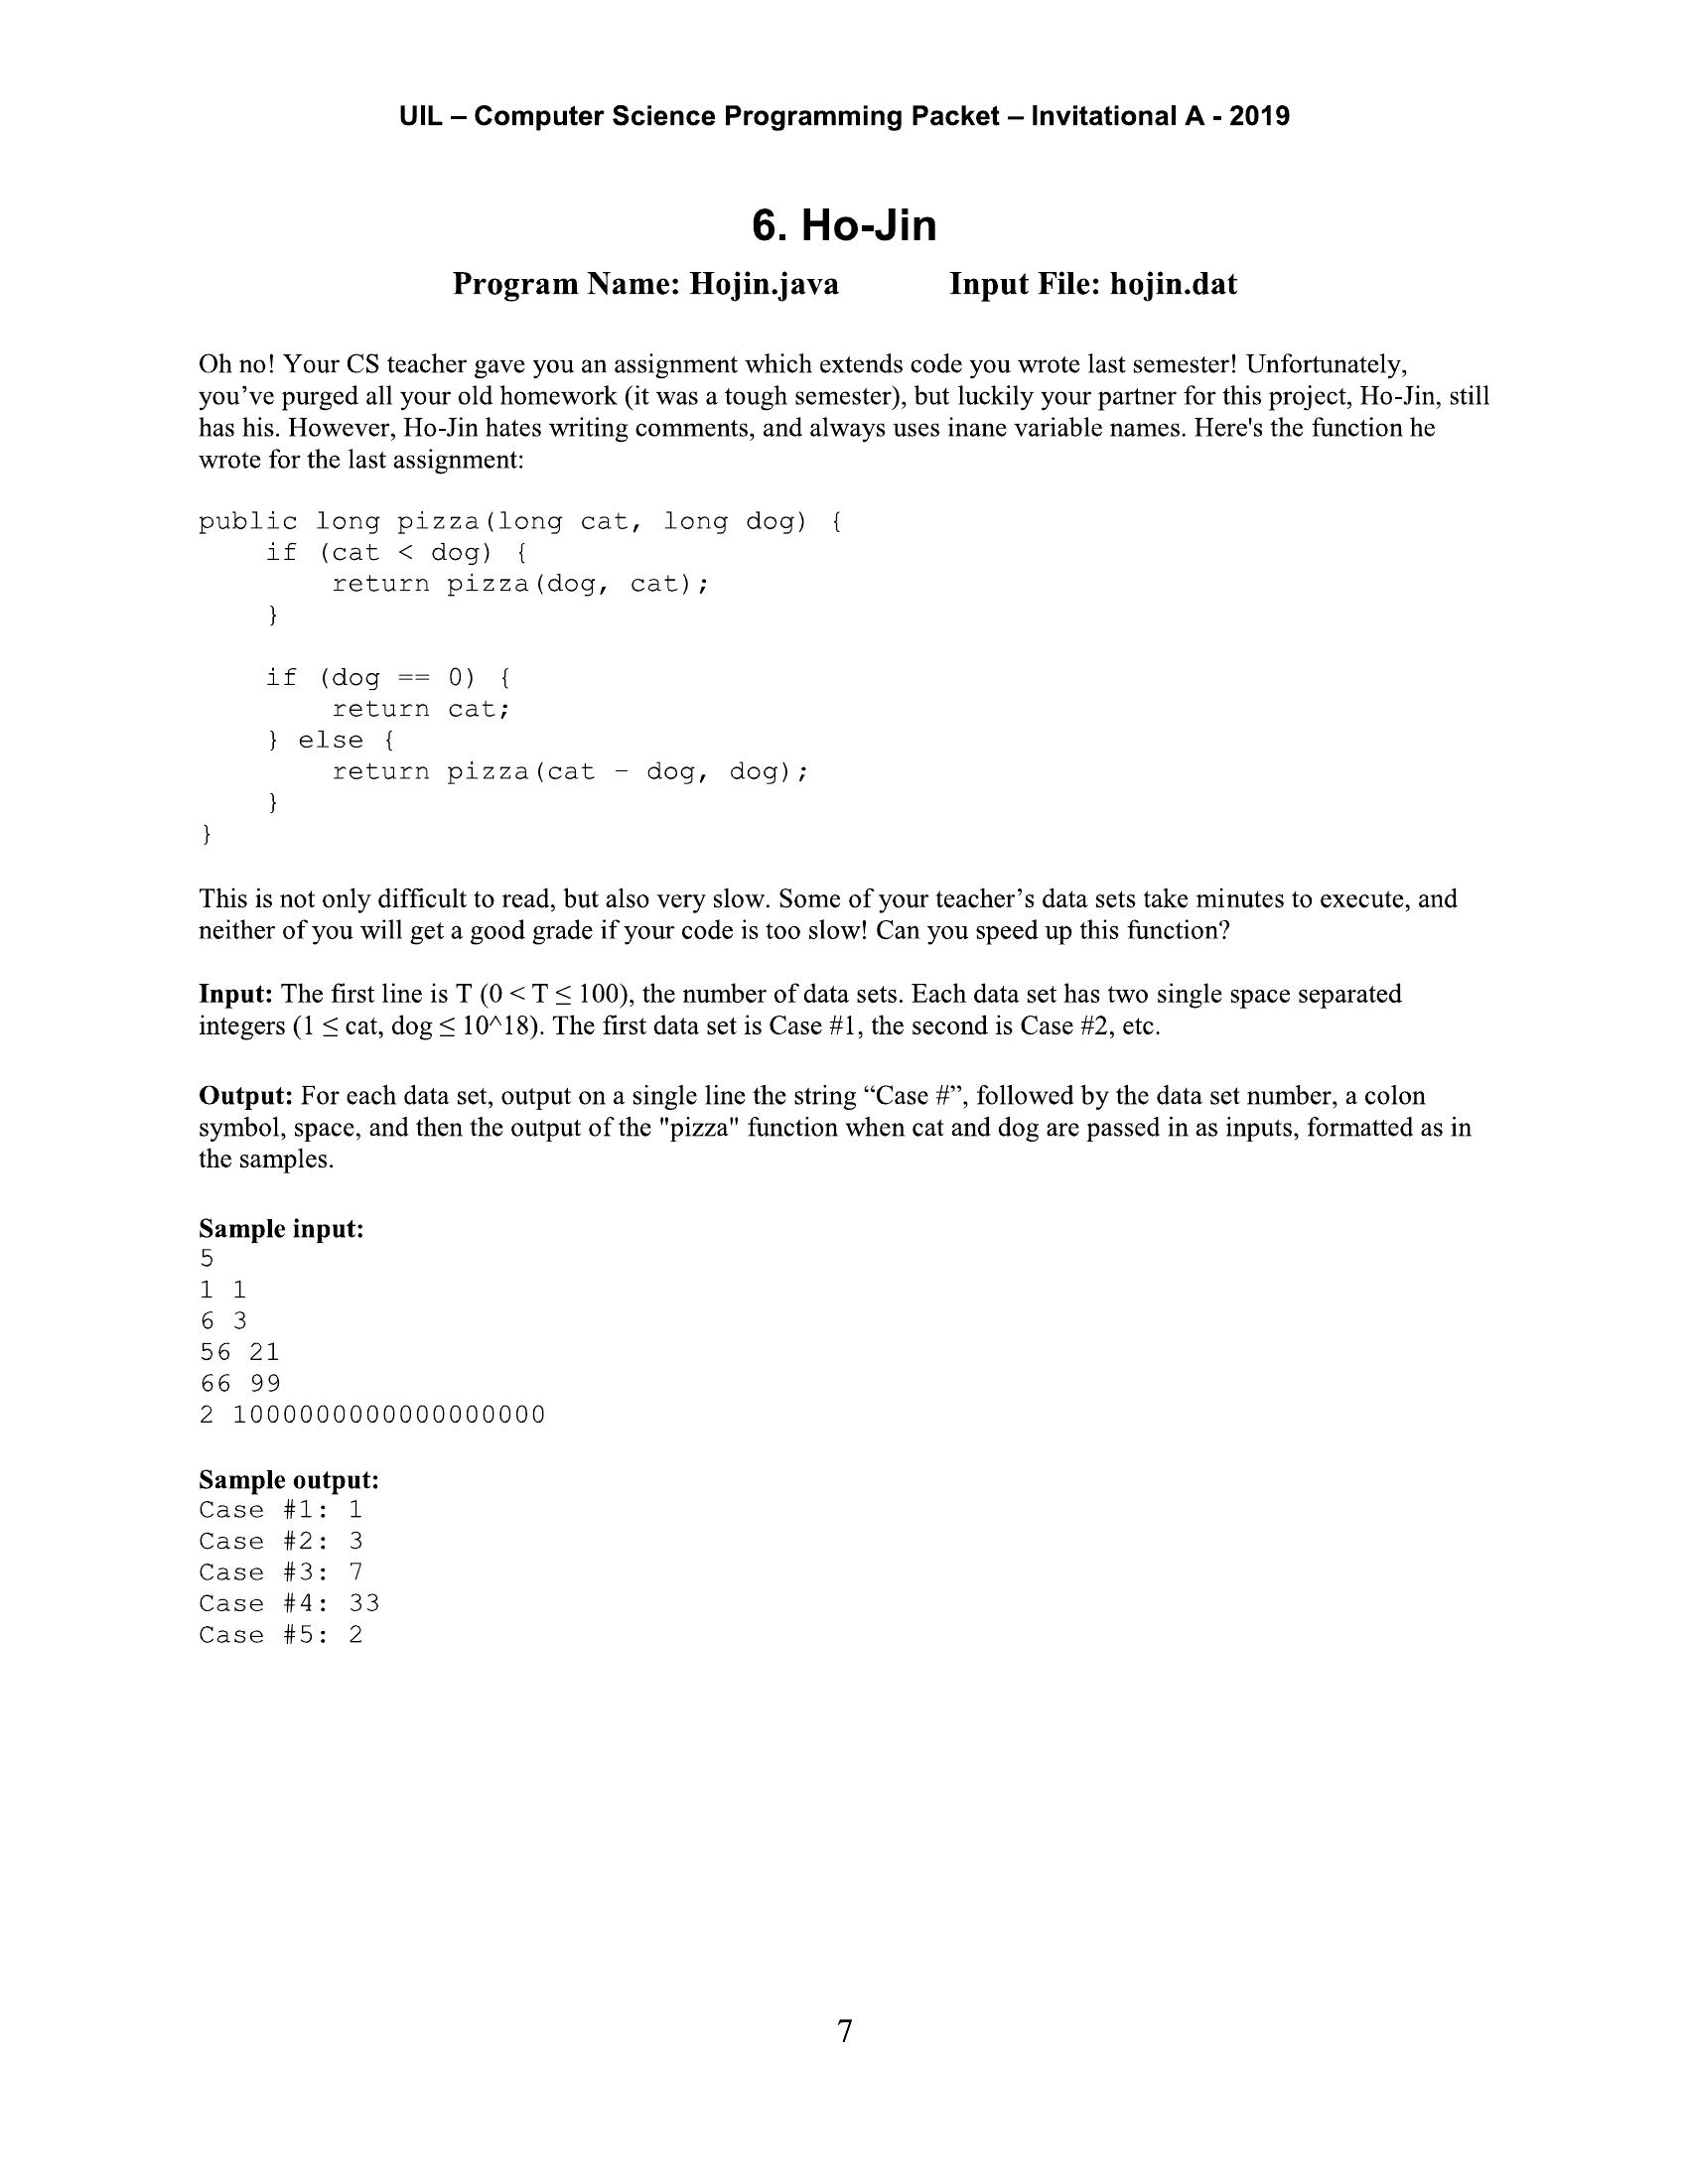 UIL – Computer Science Programming Packet – Invitational A - 2019
6. Ho-Jin
Program Name: Hojin.java Input File: hojin.dat
Oh no! Your CS teacher gave you an assignment which extends code you wrote last semester! Unfortunately,
you’ve purged all your old homework (it was a tough semester), but luckily your partner for this project, Ho-Jin, still
has his. However, Ho-Jin hates writing comments, and always uses inane variable names. Here's the function he
wrote for the last assignment:
public long pizza(long cat, long dog) {
    if (cat < dog) {
        return pizza(dog, cat);
    }
    if (dog == 0) {
        return cat;
    } else {
        return pizza(cat – dog, dog);
    }
}
This is not only difficult to read, but also very slow. Some of your teacher’s data sets take minutes to execute, and
neither of you will get a good grade if your code is too slow! Can you speed up this function?
Input: The first line is T (0 < T ≤ 100), the number of data sets. Each data set has two single space separated
integers (1 ≤ cat, dog ≤ 10^18). The first data set is Case #1, the second is Case #2, etc.
Output: For each data set, output on a single line the string “Case #”, followed by the data set number, a colon
symbol, space, and then the output of the "pizza" function when cat and dog are passed in as inputs, formatted as in
the samples.
Sample input:
5
1 1
6 3
56 21
66 99
2 1000000000000000000
Sample output:
Case #1: 1
Case #2: 3
Case #3: 7
Case #4: 33
Case #5: 2
7